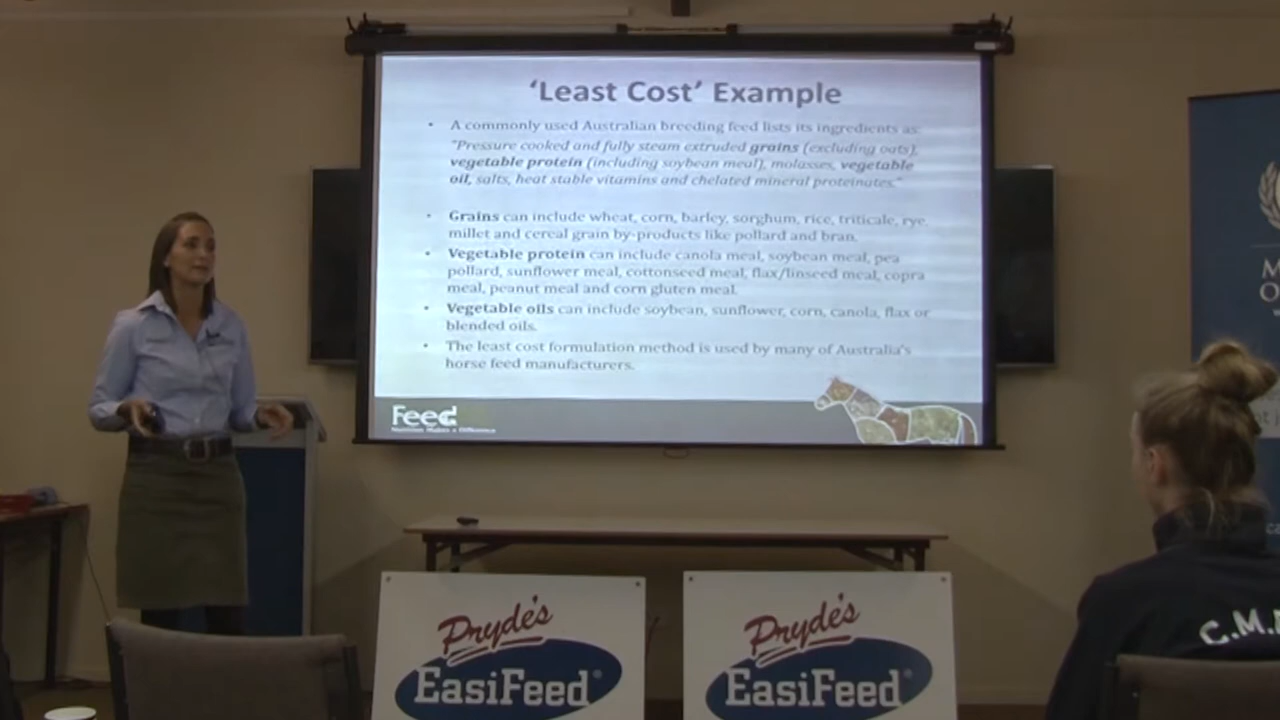 'Least Cost' Example
• A commonly used Australian breeding feed lists its ingredients as:
"Pressure cooked and fully steam extruded grains (excluding oats),
vegetable protein (including soybean meal), molasses, vegetable
oil, salts, heat stable vitamins and chelated mineral proteinates."
• Grains can include wheat, corn, barley, sorghum, rice, triticale, rye,
millet and cereal grain by-products like pollard and bran.
• Vegetable protein can include canola meal, soybean meal, pea
pollard, sunflower meal, cottonseed meal, flax/linseed meal, copra
meal, peanut meal and corn gluten meal.
• Vegetable oils can include soybean, sunflower, corn, canola, flax or
blended oils.
• The least cost formulation method is used by many of Australia's
horse feed manufacturers.
Feed
Nutrition Makes a Difference
Pryde's
EasiFeed®
Pryde's
EasiFeed®
C.M.